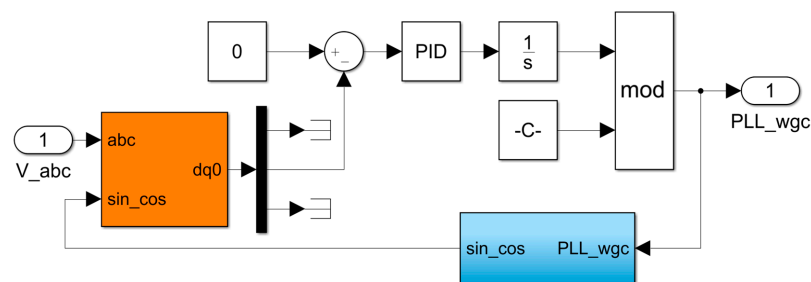 0
+
−
PID
1
s
mod
-C-
1
PLL_wgc
1
V_abc
abc
sin_cos
dq0
sin_cos
PLL_wgc